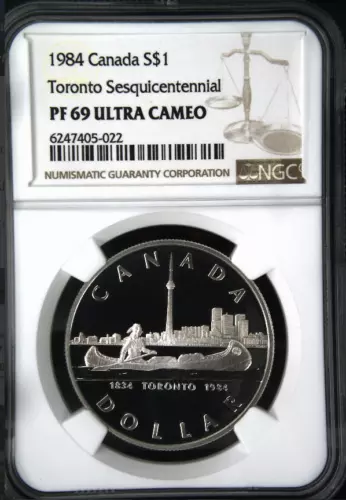 1984 Canada S$1
Toronto Sesquicentennial
PF 69 ULTRA CAMEO
6247405-022
NUMISMATIC GUARANTY CORPORATION
NGC
CANADA
1834 TORONTO 1984
DOLLAR